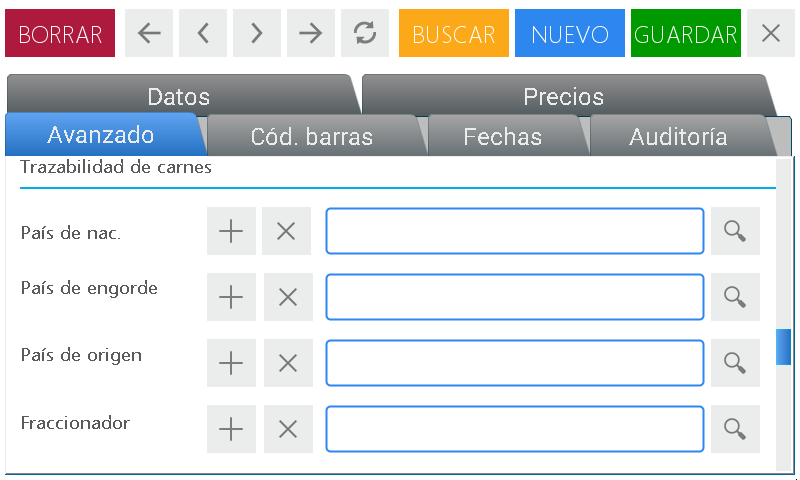 BORRAR BUSCAR NUEVO GUARDAR
Datos Precios
Avanzado Cód. barras Fechas Auditoría
Trazabilidad de carnes
País de nac.
País de engorde
País de origen
Fraccionador